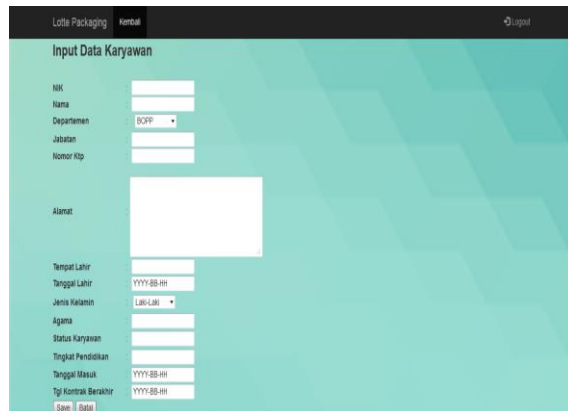 Lotte Packaging Kembali Logout
Input Data Karyawan
NIK :
Nama :
Departemen : BOPP
Jabatan :
Nomor Ktp :
Alamat :
Tempat Lahir :
Tanggal Lahir : YYYY-BB-HH
Jenis Kelamin : Laki-Laki
Agama :
Status Karyawan :
Tingkat Pendidikan :
Tanggal Masuk : YYYY-BB-HH
Tgl Kontrak Berakhir : YYYY-BB-HH
Save Batal